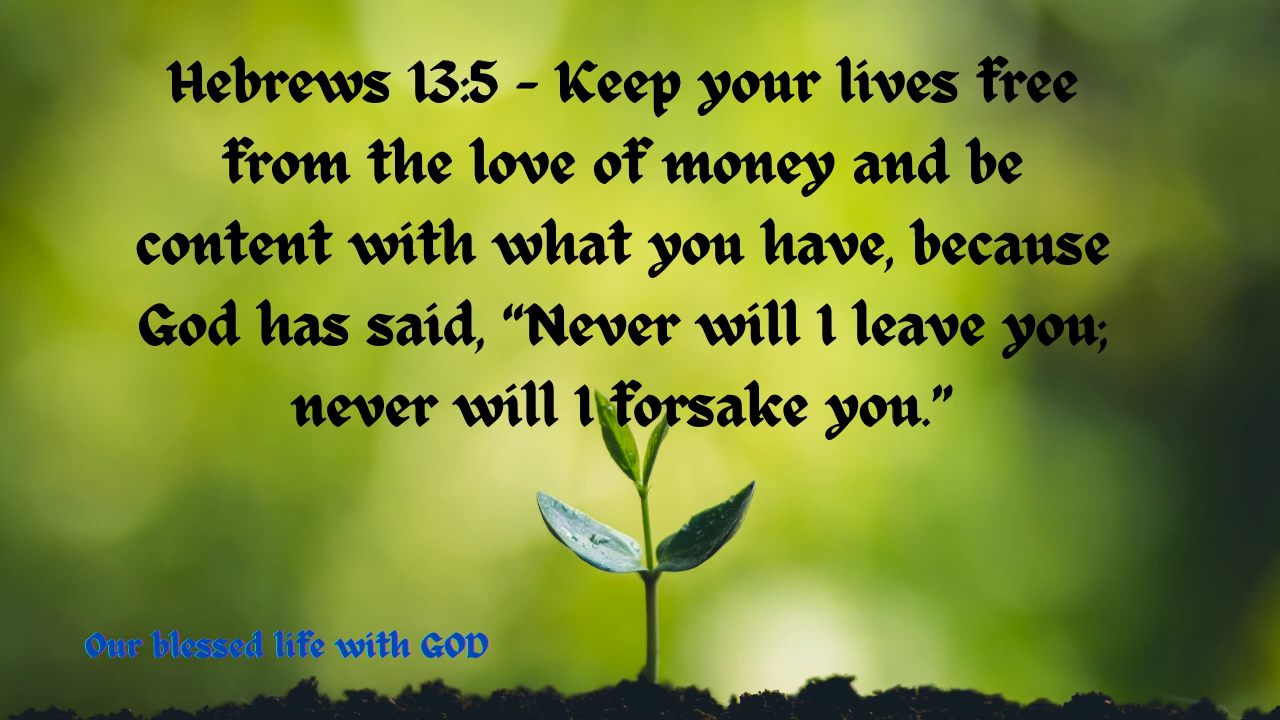 Hebrews 13:5 - Keep your lives free
from the love of money and be
content with what you have, because
God has said, “Never will I leave you;
never will I forsake you.”
Our blessed life with GOD